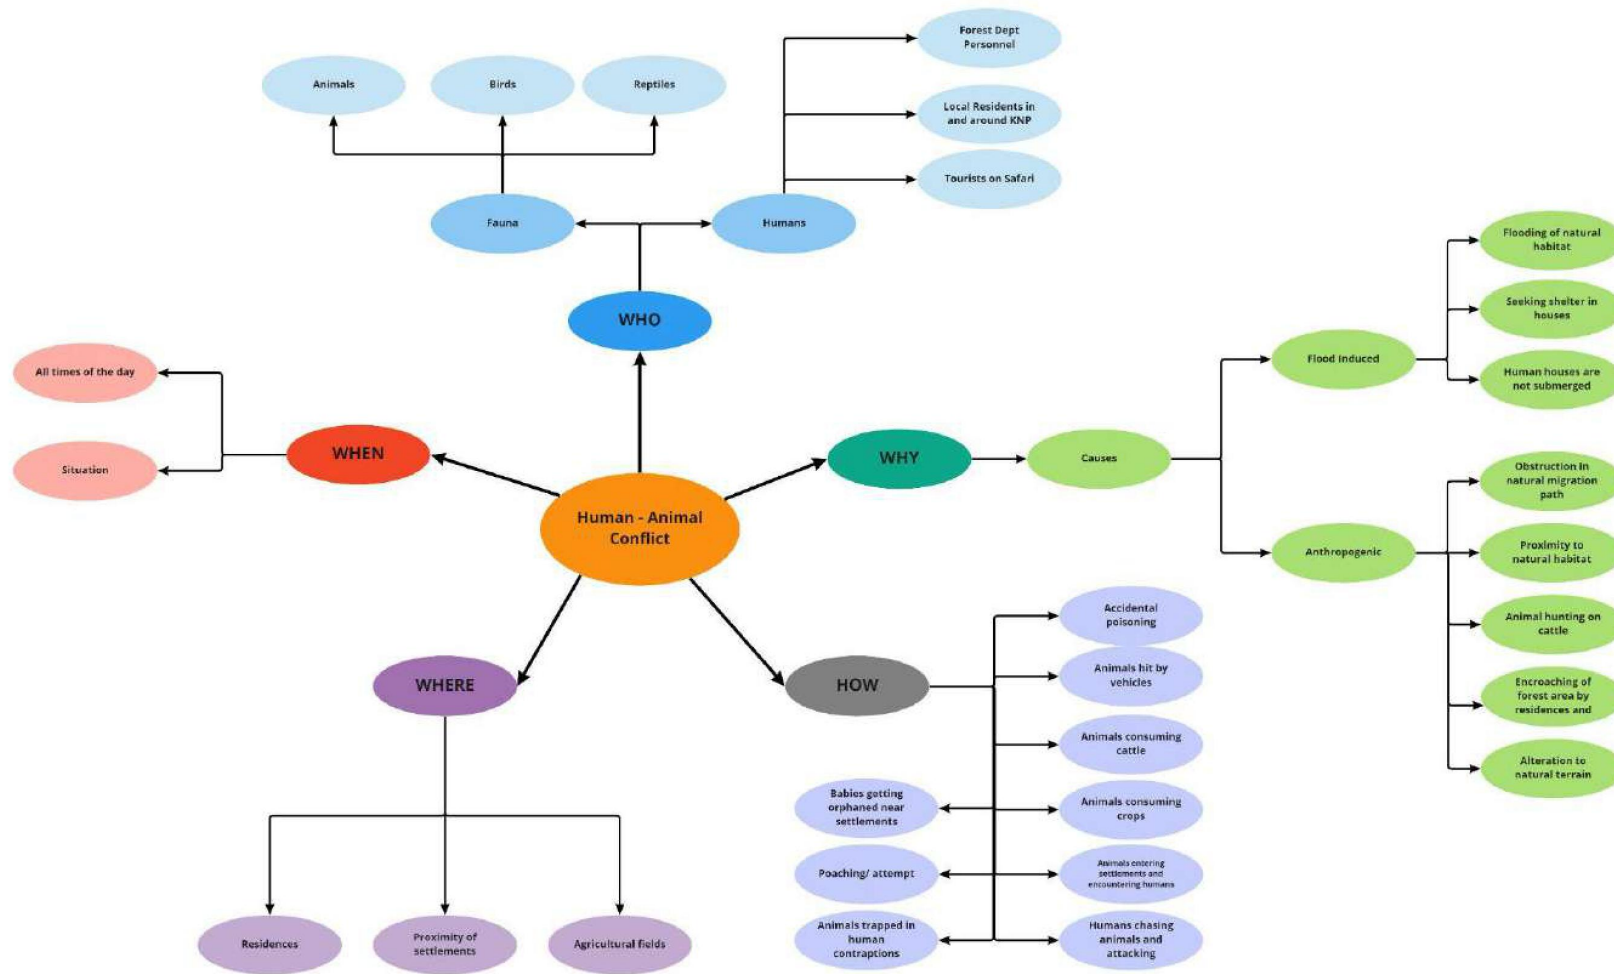 Forest Dept
Personnel
Animals
Birds
Reptiles
Local Residents in
and around KNP
Tourists on Safari
Fauna
Humans
WHO
Flooding of natural
habitat
Seeking shelter in
houses
Flood Induced
Human houses are
not submerged
All times of the day
WHEN
Situation
WHY
Causes
Obstruction in
natural migration
path
Human - Animal
Conflict
Anthropogenic
Proximity to
natural habitat
Animal hunting on
cattle
Encroaching of
forest area by
residences and
Alteration to
natural terrain
WHERE
HOW
Accidental
poisoning
Animals hit by
vehicles
Animals consuming
cattle
Babies getting
orphaned near
settlements
Animals consuming
crops
Poaching/ attempt
Animals entering
settlements and
encountering humans
Animals trapped in
human
contraptions
Humans chasing
animals and
attacking
Residences
Proximity of
settlements
Agricultural fields